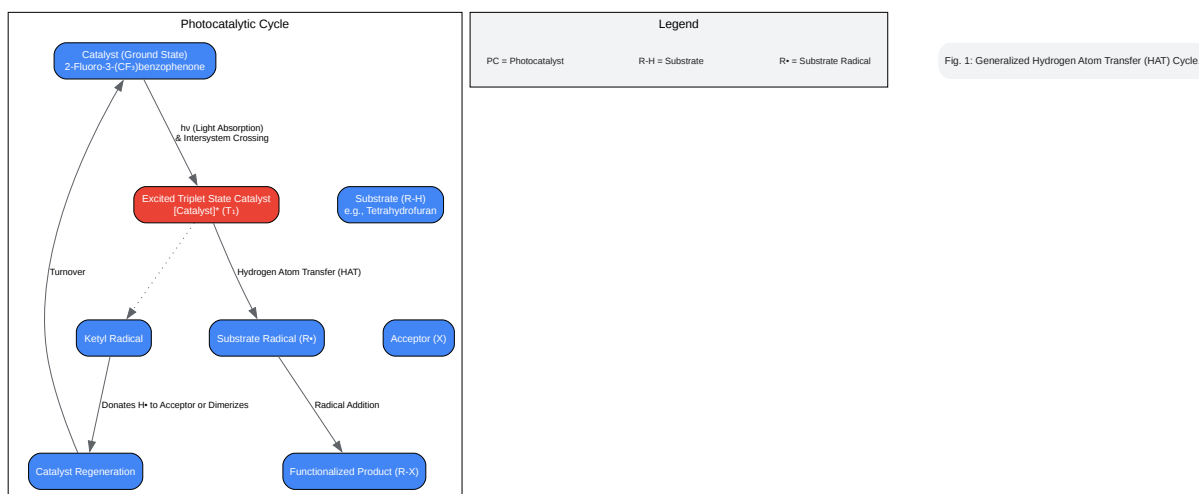 Photocatalytic Cycle
Catalyst (Ground State)
2-Fluoro-3-(CF₃)benzophenone
hν (Light Absorption)
& Intersystem Crossing
Excited Triplet State Catalyst
[Catalyst]* (T₁)
Substrate (R-H)
e.g., Tetrahydrofuran
Turnover
Hydrogen Atom Transfer (HAT)
Ketyl Radical
Substrate Radical (R•)
Acceptor (X)
Donates H• to Acceptor or Dimerizes
Radical Addition
Catalyst Regeneration
Functionalized Product (R-X)
Legend
PC = Photocatalyst
R-H = Substrate
R• = Substrate Radical
Fig. 1: Generalized Hydrogen Atom Transfer (HAT) Cycle